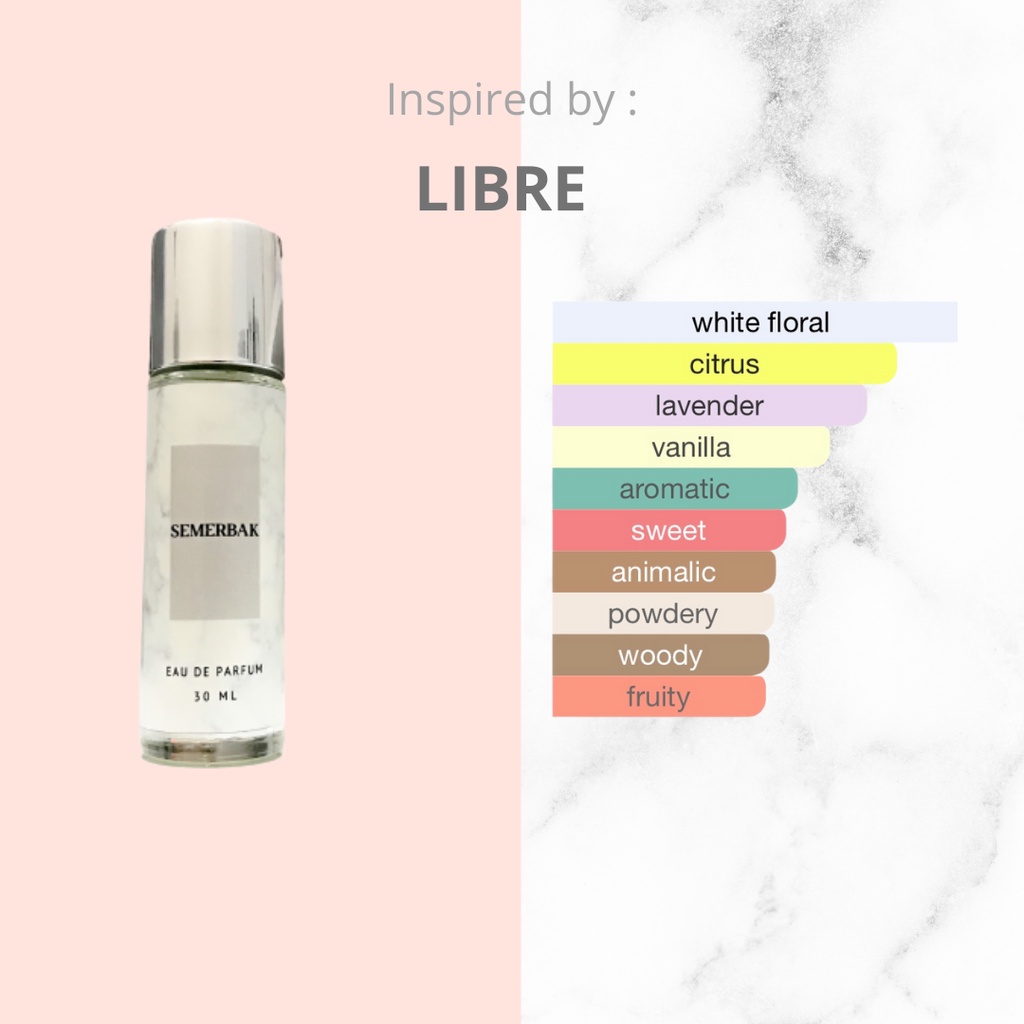 Inspired by :
LIBRE
SEMERBAK
EAU DE PARFUM
30 ML
white floral
citrus
lavender
vanilla
aromatic
sweet
animalic
powdery
woody
fruity